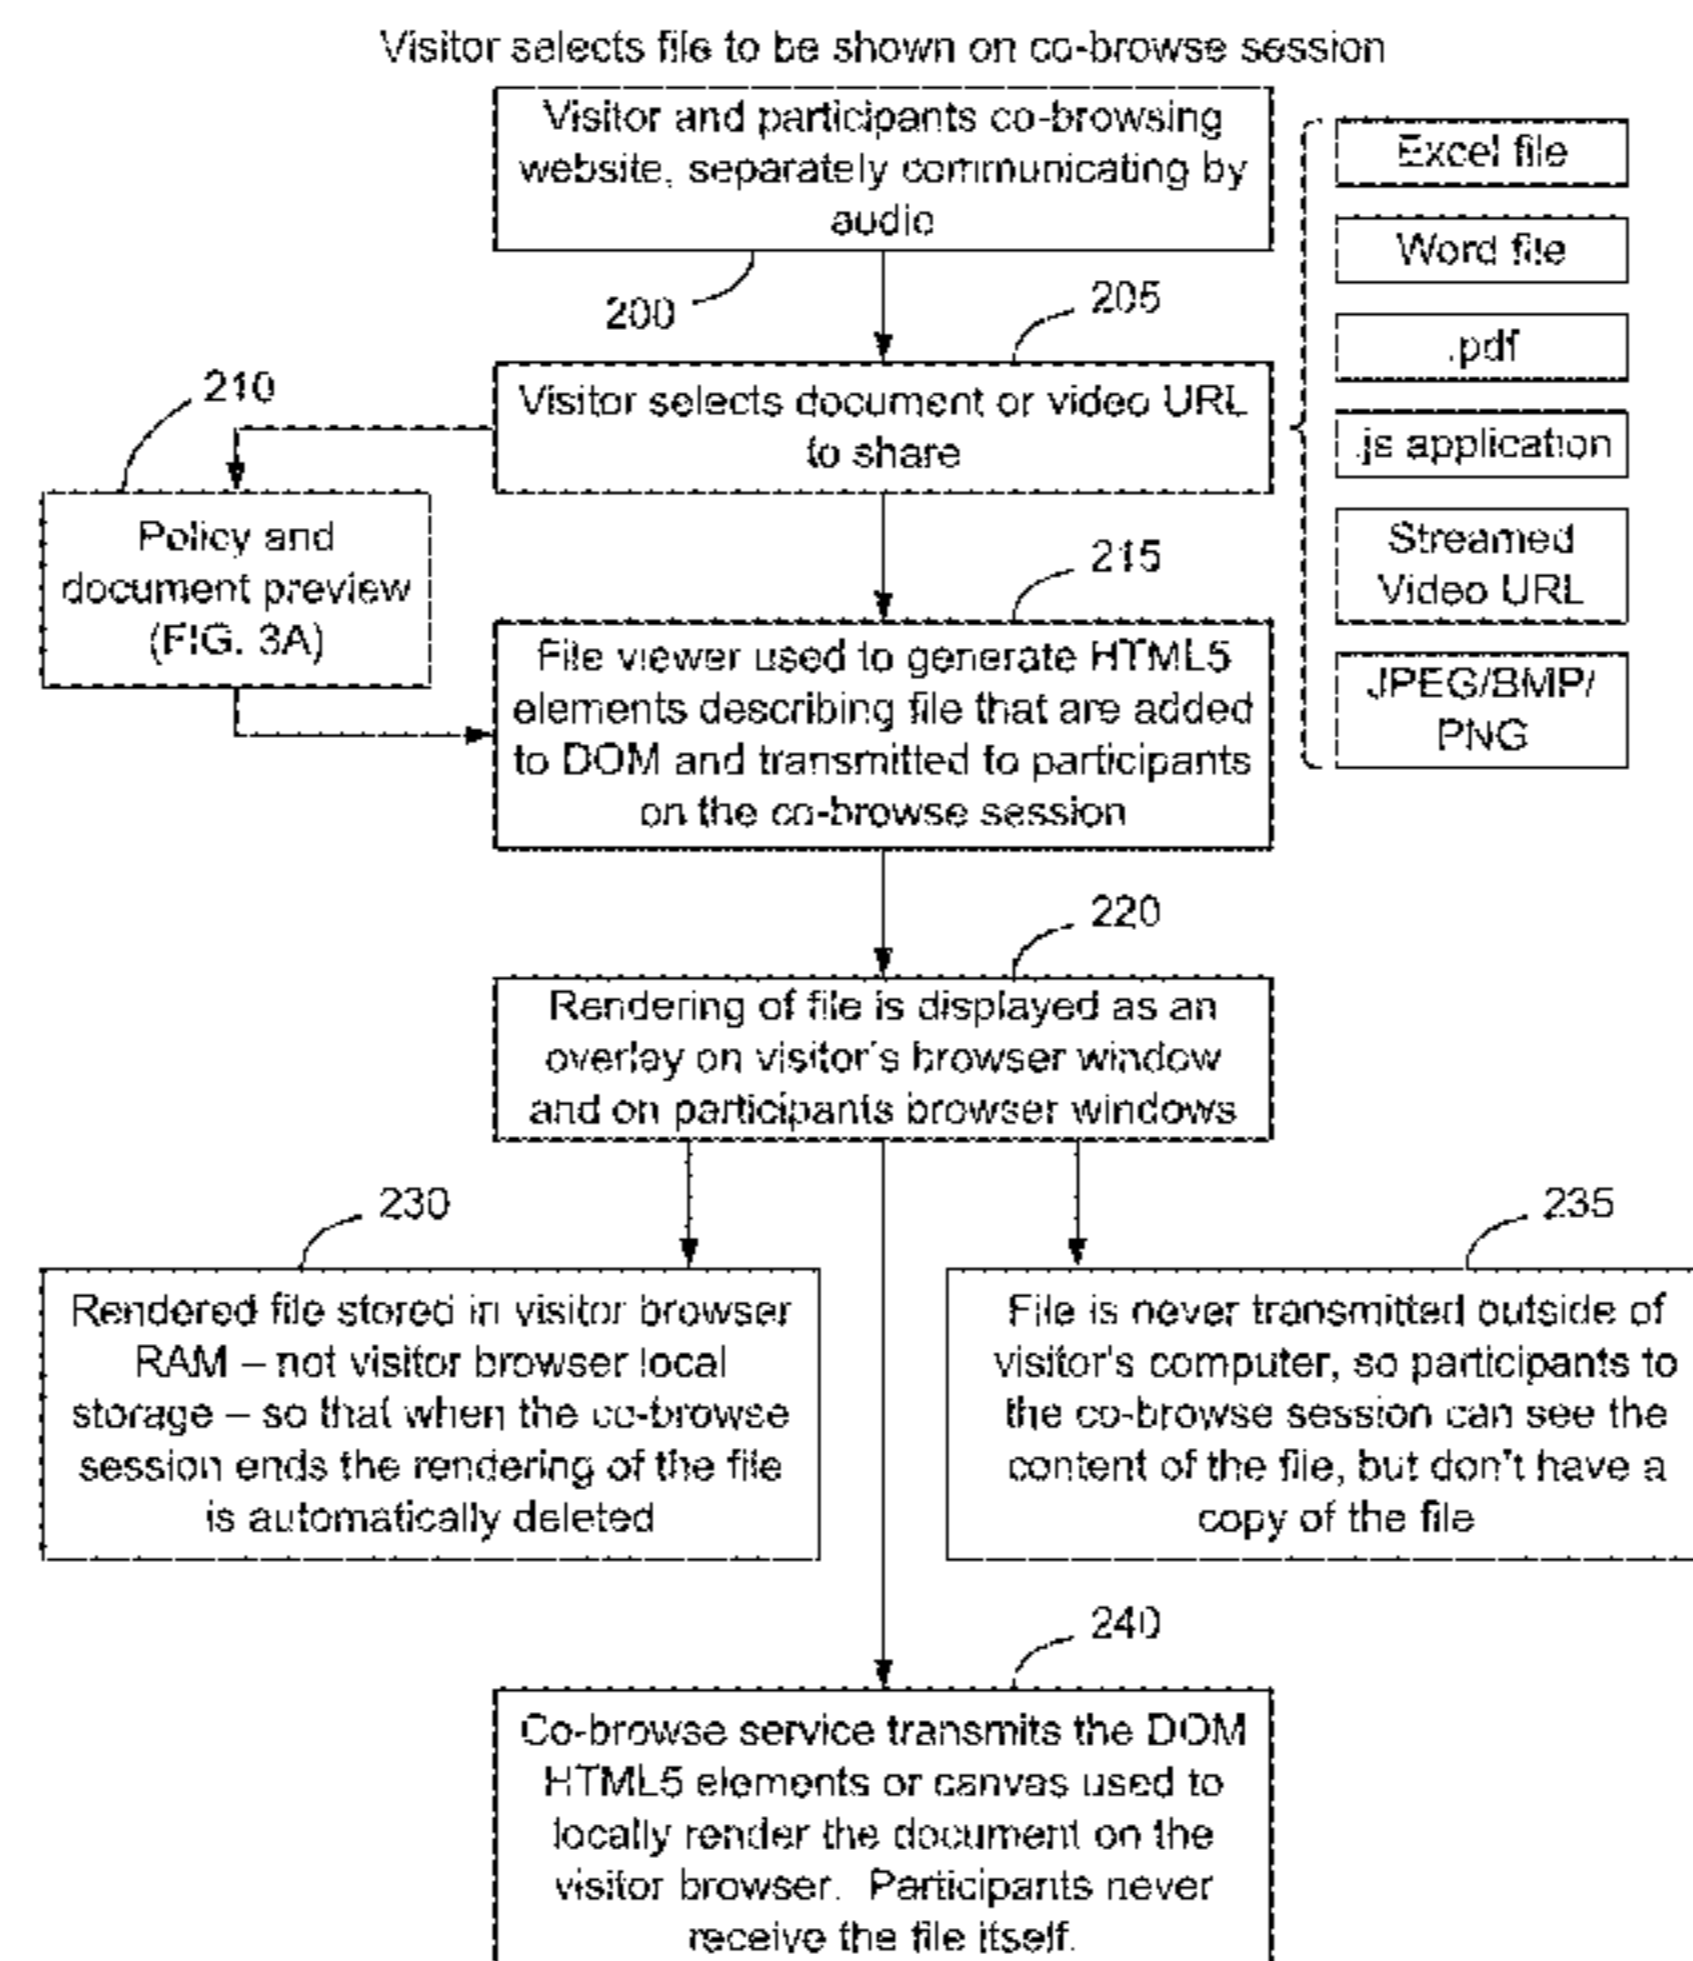 Visitor selects file to be shown on co-browse session
Visitor and participants co-browsing
website, separately communicating by
audio
200
205
Excel file
Word file
.pdf
.js application
Streamed
Video URL
JPEG/BMP/
PNG
Visitor selects document or video URL
to share
210
Policy and
document preview
(FIG. 3A)
215
File viewer used to generate HTML5
elements describing file that are added
to DOM and transmitted to participants
on the co-browse session
220
Rendering of file is displayed as an
overlay on visitor's browser window
and on participants browser windows
230
Rendered file stored in visitor browser
RAM – not visitor browser local
storage – so that when the co-browse
session ends the rendering of the file
is automatically deleted
235
File is never transmitted outside of
visitor's computer, so participants to
the co-browse session can see the
content of the file, but don't have a
copy of the file
240
Co-browse service transmits the DOM
HTML5 elements or canvas used to
locally render the document on the
visitor browser. Participants never
receive the file itself.